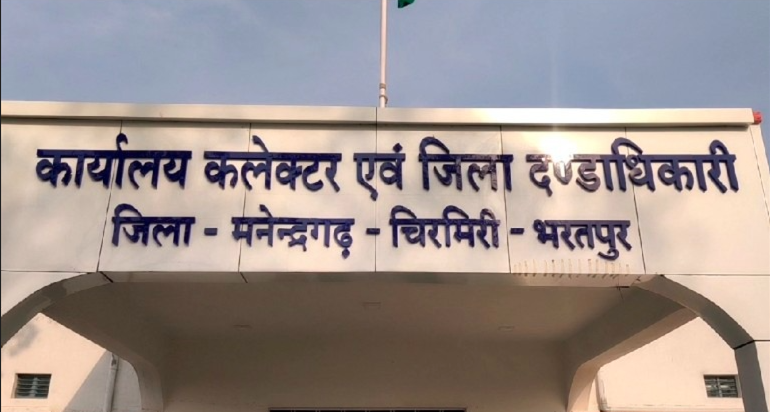 कार्यालय कलेक्टर एवं जिला दण्डाधिकारी
जिला - मनेन्द्रगढ़ - चिरमिरी - भरतपुर